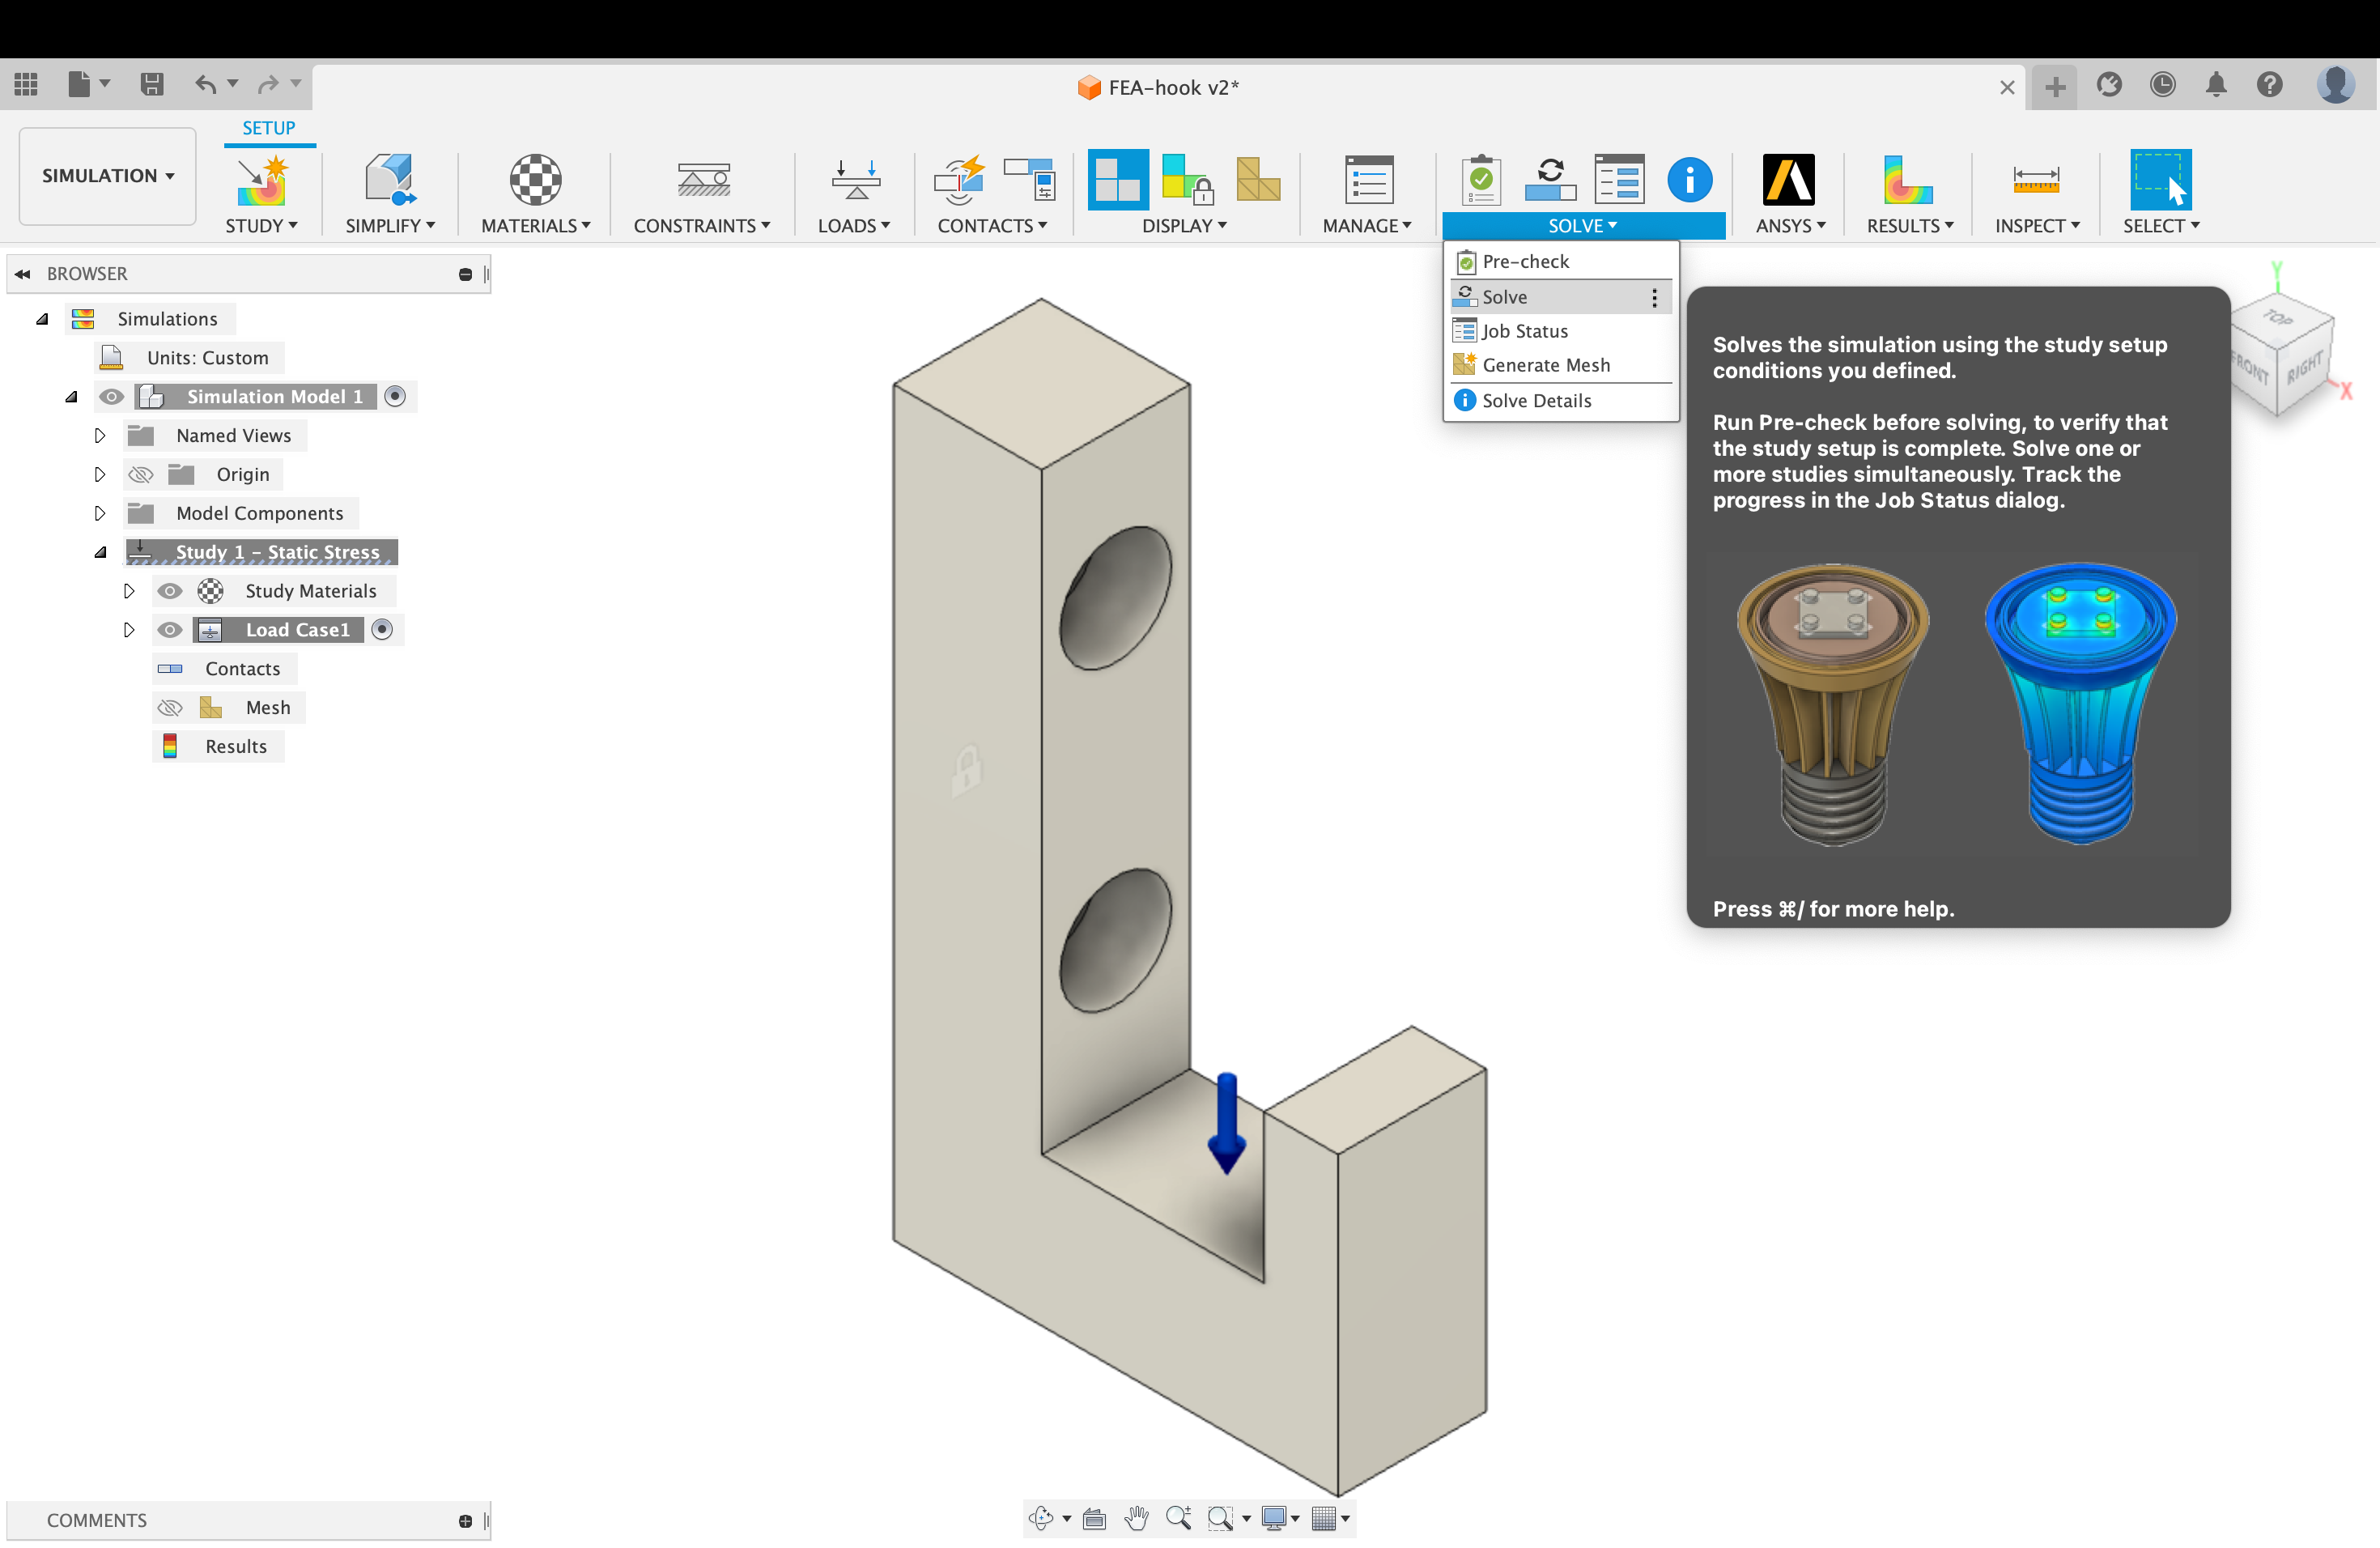 FEA-hook v2*
SETUP
SIMULATION
STUDY
SIMPLIFY
MATERIALS
CONSTRAINTS
LOADS
CONTACTS
DISPLAY
MANAGE
SOLVE
ANSYS
RESULTS
INSPECT
SELECT
BROWSER
Simulations
Units: Custom
Simulation Model 1
Named Views
Origin
Model Components
Study 1 - Static Stress
Study Materials
Load Case1
Contacts
Mesh
Results
Pre-check
Solve
Job Status
Generate Mesh
Solve Details
Solves the simulation using the study setup
conditions you defined.
Run Pre-check before solving, to verify that
the study setup is complete. Solve one or
more studies simultaneously. Track the
progress in the Job Status dialog.
Press ⌘/ for more help.
Y
TOP
FRONT
RIGHT
X
COMMENTS